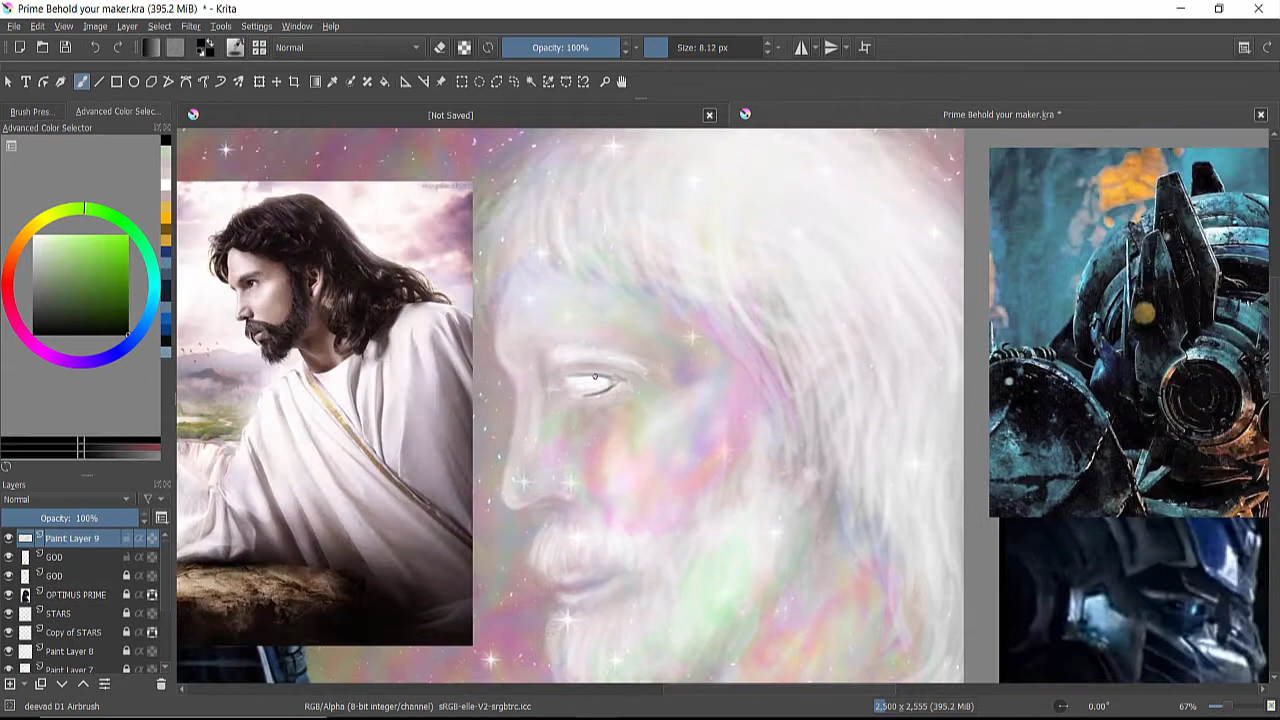 Prime Behold your maker.kra (395.2 MiB) * - Krita
File Edit View Image Layer Select Filter Tools Settings Window Help
Normal Opacity: 100% Size: 8.12 px
Brush Pres... Advanced Color Selec... [Not Saved] Prime Behold your maker.kra *
Advanced Color Selector
Layers
Normal
Opacity: 100%
Paint Layer 9
GOD
GOD
OPTIMUS PRIME
STARS
Copy of STARS
Paint Layer 8
Paint Layer 7
deevad D1 Airbrush RGB/Alpha (8-bit integer/channel) sRGB-elle-V2-srgbtrc.icc 2,500 x 2,555 (395.2 MiB) 0.00° 67%